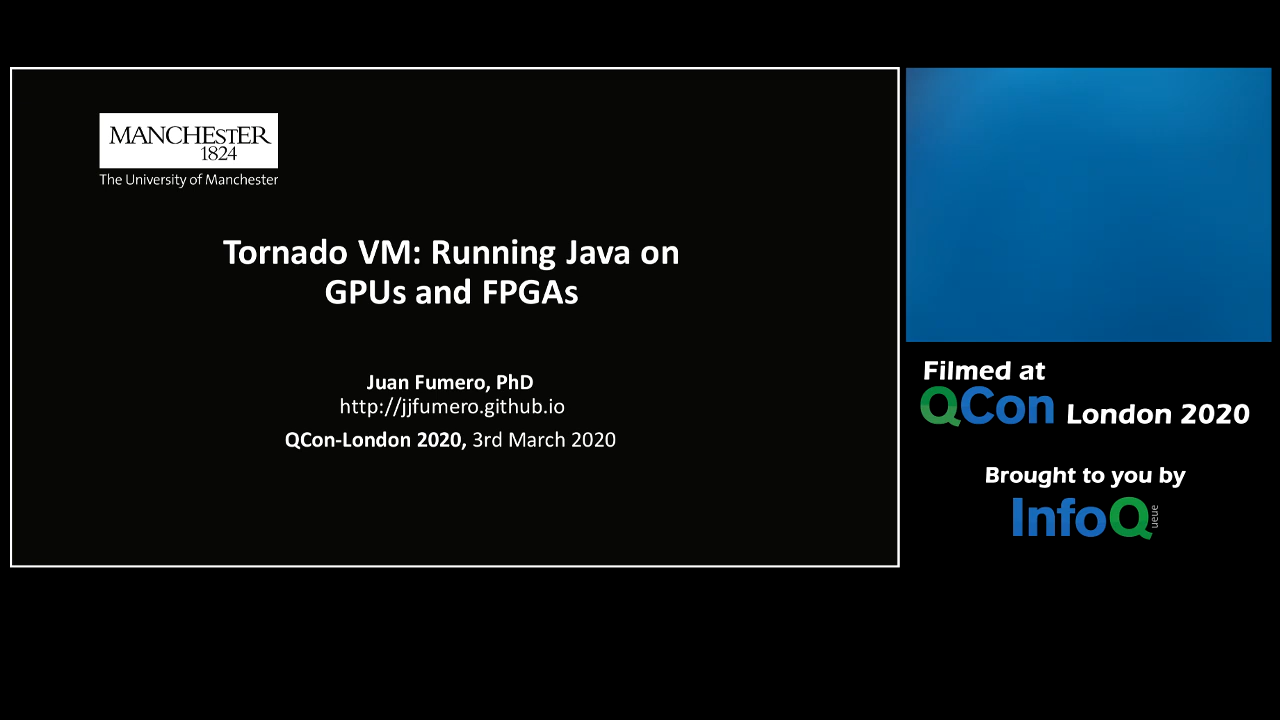 MANCHEstER
1824
The University of Manchester
Tornado VM: Running Java on
GPUs and FPGAs
Juan Fumero, PhD
http://jjfumero.github.io
QCon-London 2020, 3rd March 2020
Filmed at
QCon London 2020
Brought to you by
InfoQueue